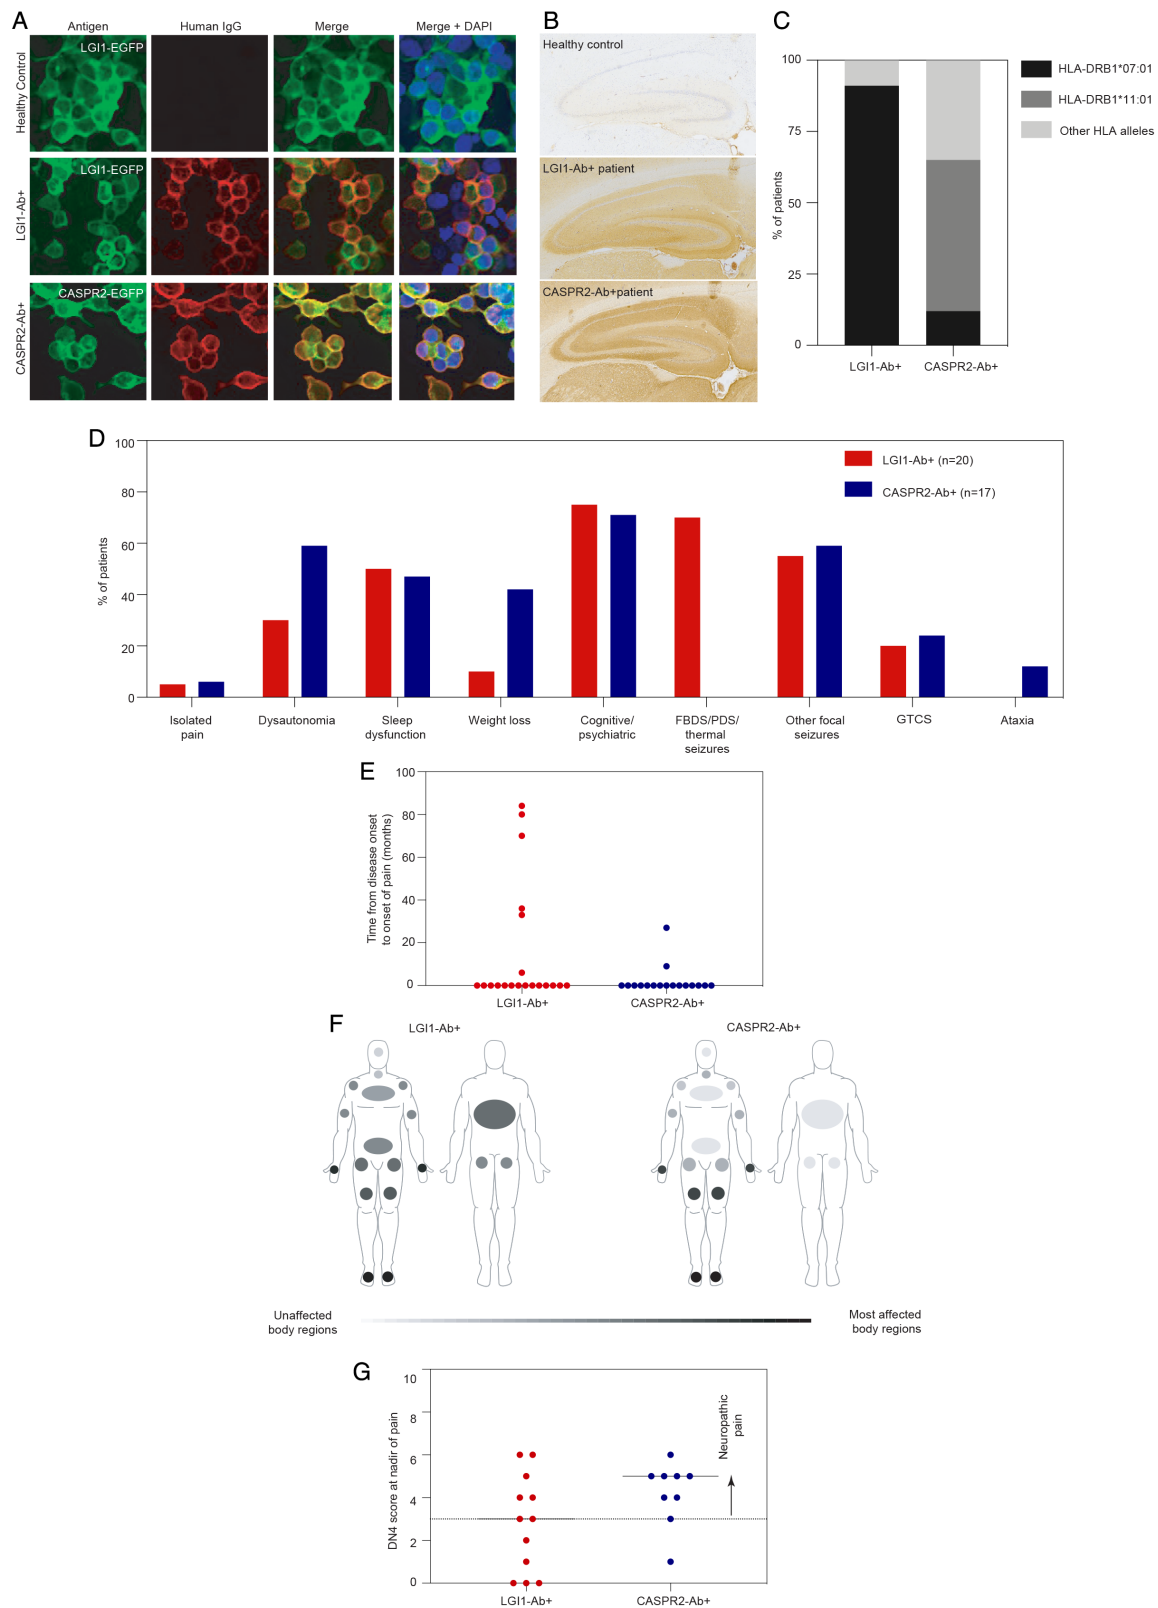 A
Antigen
Human IgG
Merge
Merge + DAPI
Healthy Control
LGI1-EGFP
LGI1-Ab+
LGI1-EGFP
CASPR2-Ab+
CASPR2-EGFP
B
Healthy control
LGI1-Ab+ patient
CASPR2-Ab+patient
C
% of patients
100
75
50
25
0
LGI1-Ab+
CASPR2-Ab+
HLA-DRB1*07:01
HLA-DRB1*11:01
Other HLA alleles
D
% of patients
100
80
60
40
20
0
LGI1-Ab+ (n=20)
CASPR2-Ab+ (n=17)
Isolated
pain
Dysautonomia
Sleep
dysfunction
Weight loss
Cognitive/
psychiatric
FBDS/PDS/
thermal
seizures
Other focal
seizures
GTCS
Ataxia
E
Time from disease onset
to onset of pain (months)
100
80
60
40
20
0
LGI1-Ab+
CASPR2-Ab+
F
LGI1-Ab+
CASPR2-Ab+
Unaffected
body regions
Most affected
body regions
G
DN4 score at nadir of pain
10
8
6
4
2
0
Neuropathic
pain
LGI1-Ab+
CASPR2-Ab+